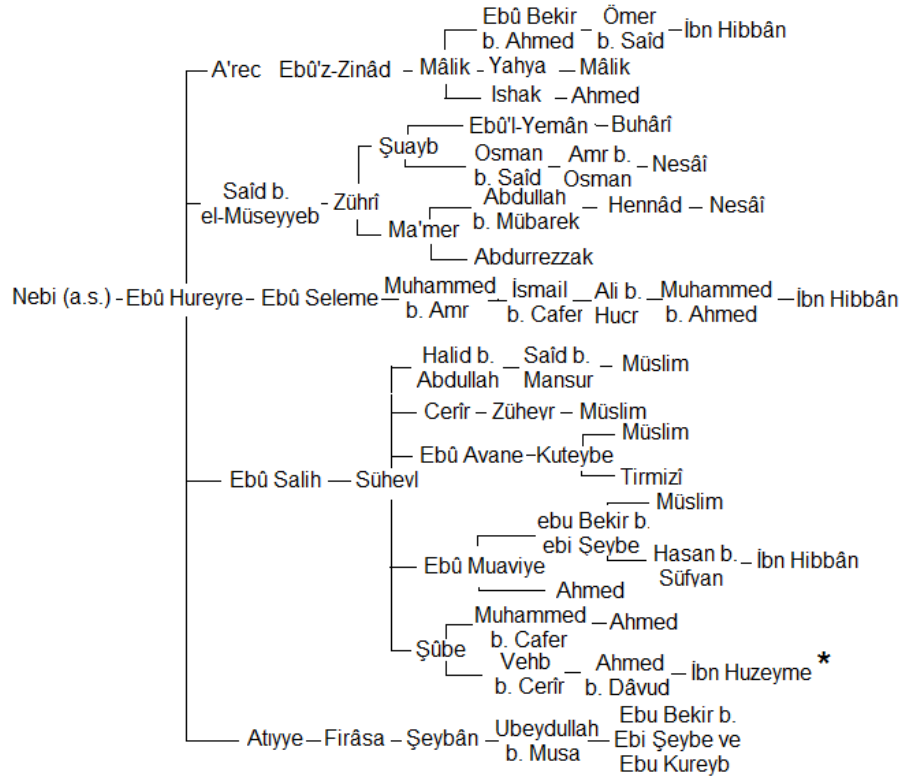 Ebû Bekir b. Ahmed – Ömer b. Saîd – İbn Hibbân
A'rec Ebû'z-Zinâd – Mâlik – Yahya – Mâlik
Ishak – Ahmed
Ebû'l-Yemân – Buhârî
Şuayb
Osman b. Saîd – Amr b. Osman – Nesâî
Saîd b. el-Müseyyeb – Zührî
Abdullah b. Mübarek – Hennâd – Nesâî
Ma'mer
Abdurrezzak
Nebi (a.s.) – Ebû Hureyre – Ebû Seleme – Muhammed b. Amr – İsmail b. Cafer – Ali b. Hucr – Muhammed b. Ahmed – İbn Hibbân
Halid b. Abdullah – Saîd b. Mansur – Müslim
Cerîr – Züheyr – Müslim
Müslim
Ebû Avane – Kuteybe
Tirmizî
Ebû Salih – Süheyl
Müslim
ebu Bekir b. ebi Şeybe
Hasan b. Süfyan – İbn Hibbân
Ebû Muaviye
Ahmed
Muhammed b. Cafer – Ahmed
Şûbe
Vehb b. Cerîr – Ahmed b. Dâvud – İbn Huzeyme *
Atıyye – Firâsa – Şeybân – Ubeydullah b. Musa – Ebu Bekir b. Ebi Şeybe ve Ebu Kureyb